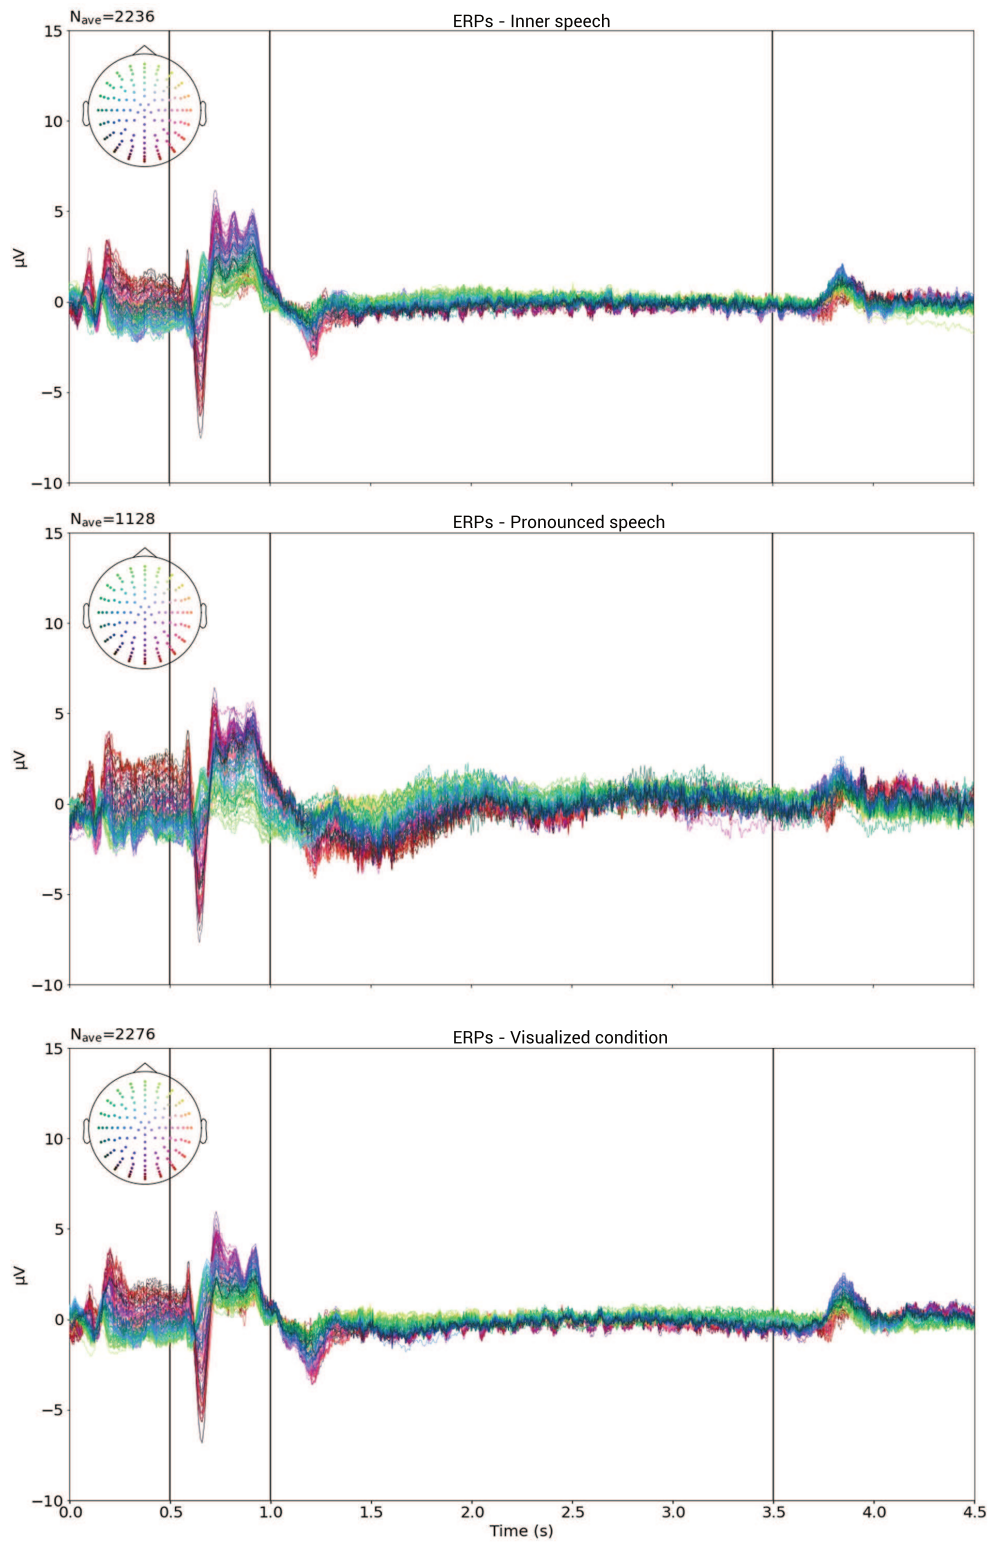 Nave=2236
ERPs - Inner speech
15
10
5
0
−5
−10
µV
Nave=1128
ERPs - Pronounced speech
15
10
5
0
−5
−10
µV
Nave=2276
ERPs - Visualized condition
15
10
5
0
−5
−10
µV
0.0 0.5 1.0 1.5 2.0 2.5 3.0 3.5 4.0 4.5
Time (s)